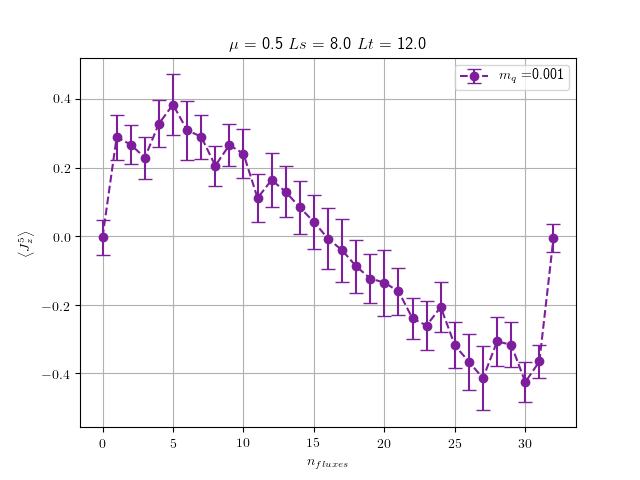 μ = 0.5 Ls = 8.0 Lt = 12.0
m_q =0.001
⟨J_z^5⟩
0.4
0.2
0.0
−0.2
−0.4
0 5 10 15 20 25 30
n_fluxes